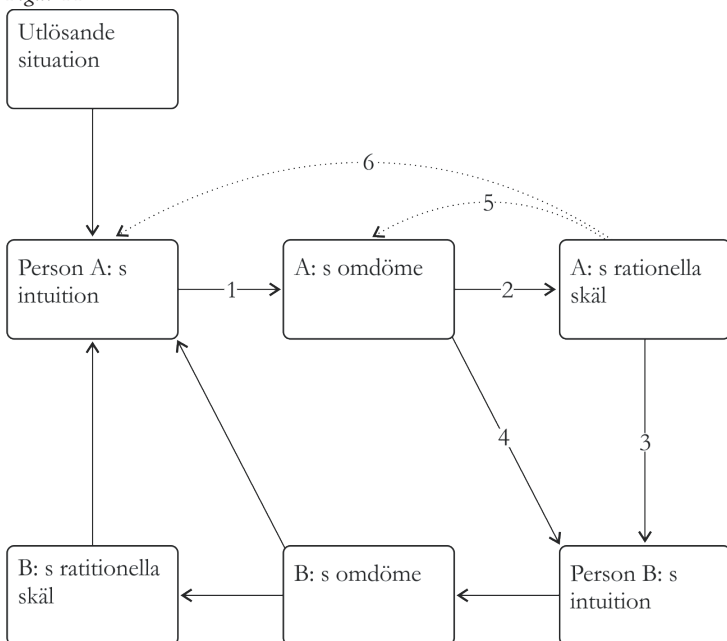 Utlösande
situation
6
5
Person A: s
intuition
1
A: s omdöme
2
A: s rationella
skäl
4
3
B: s ratitionella
skäl
B: s omdöme
Person B: s
intuition